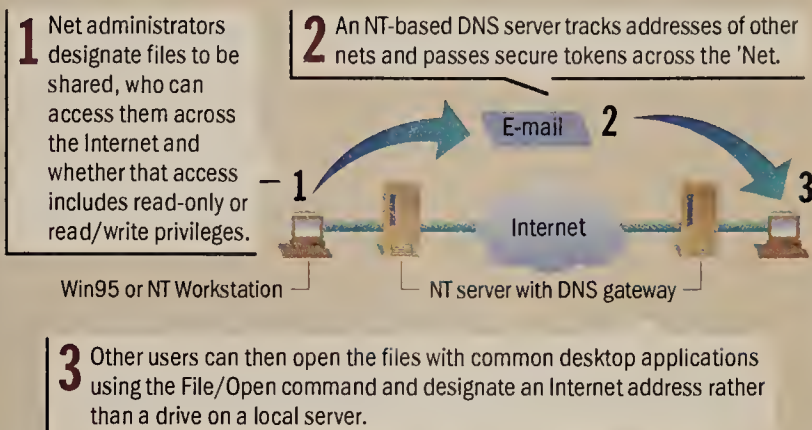 1 Net administrators
designate files to be
shared, who can
access them across
the Internet and
whether that access
includes read-only or
read/write privileges.
2 An NT-based DNS server tracks addresses of other
nets and passes secure tokens across the 'Net.
E-mail 2
1
3
Internet
Win95 or NT Workstation
NT server with DNS gateway
3 Other users can then open the files with common desktop applications
using the File/Open command and designate an Internet address rather
than a drive on a local server.